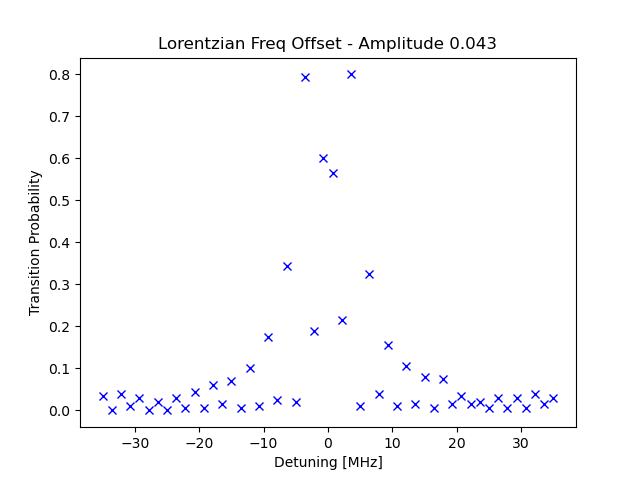 Lorentzian Freq Offset - Amplitude 0.043
0.8
0.7
0.6
0.5
0.4
0.3
0.2
0.1
0.0
Transition Probability
−30 −20 −10 0 10 20 30
Detuning [MHz]